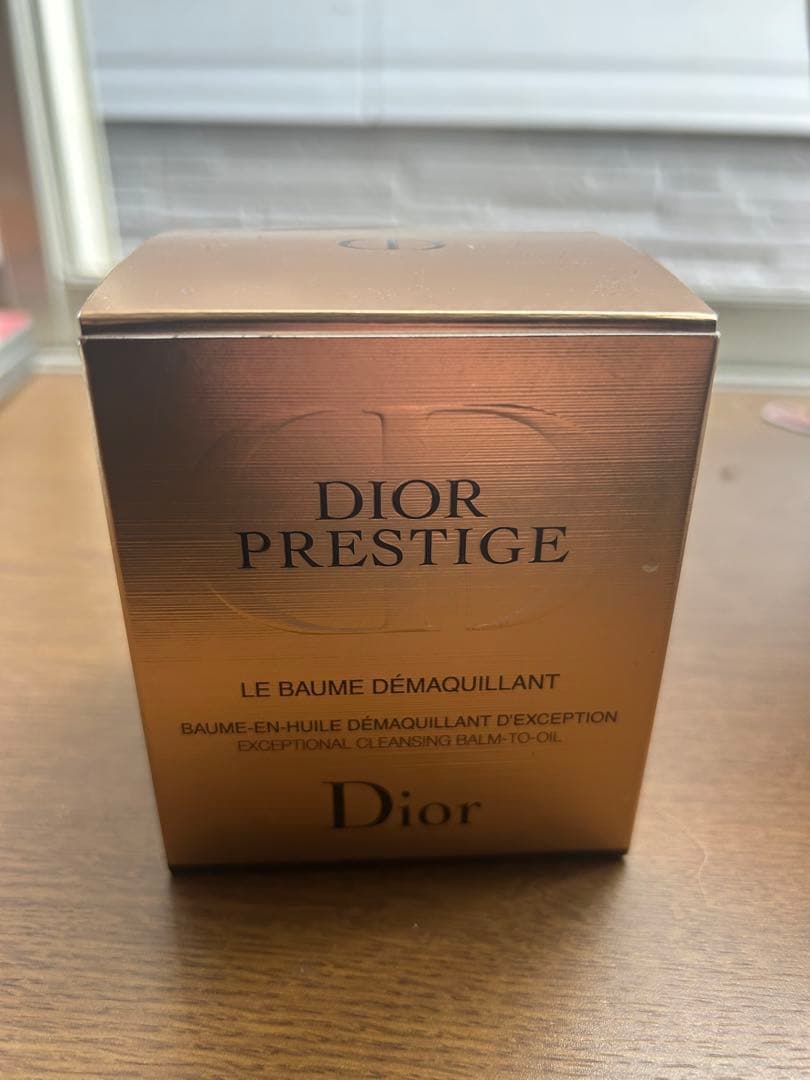 DIOR
PRESTIGE
LE BAUME DÉMAQUILLANT
BAUME-EN-HUILE DÉMAQUILLANT D'EXCEPTION
EXCEPTIONAL CLEANSING BALM-TO-OIL
Dior